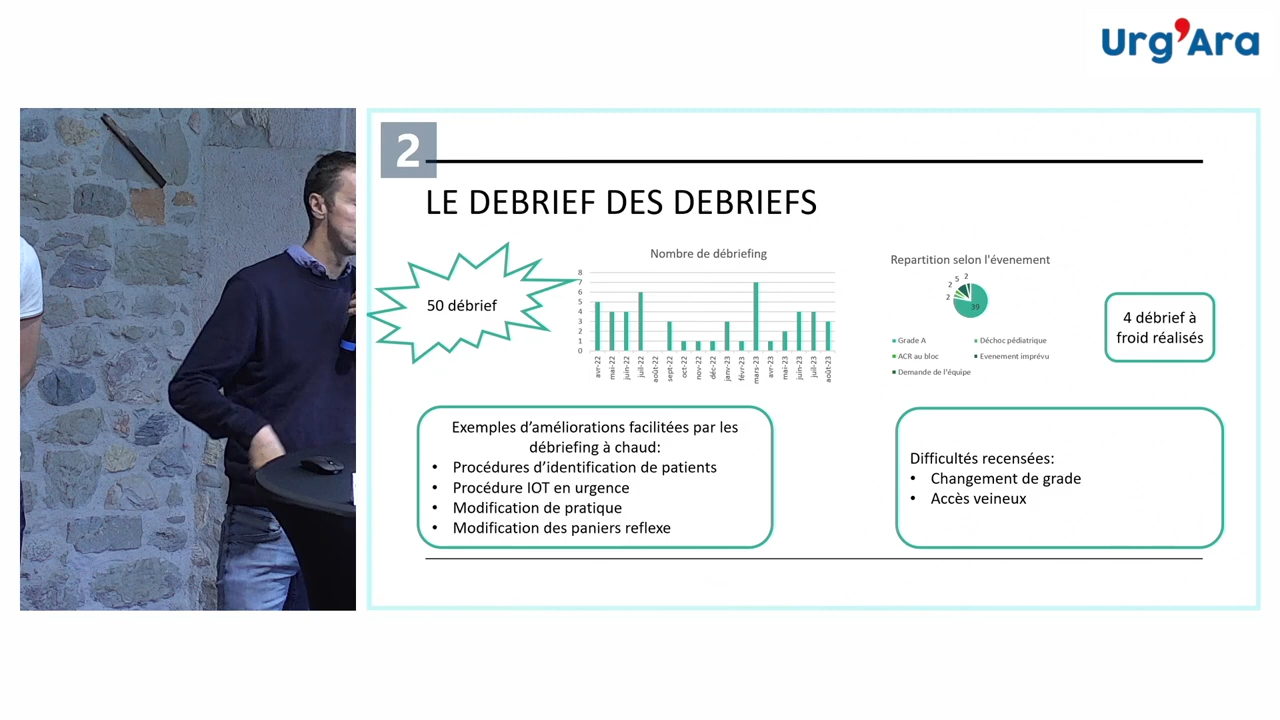 Urg'Ara
2
LE DEBRIEF DES DEBRIEFS
50 débrief
Nombre de débriefing
8
7
6
5
4
3
2
1
0
avr-22
mai-22
juin-22
juil-22
août-22
sept-22
oct-22
nov-22
déc-22
janv-23
févr-23
mars-23
avr-23
mai-23
juin-23
juil-23
août-23
Repartition selon l'évenement
2
5
2
2
39
Grade A
Déchoc pédiatrique
ACR au bloc
Evenement imprévu
Demande de l'équipe
4 débrief à
froid réalisés
Exemples d'améliorations facilitées par les
débriefing à chaud:
• Procédures d'identification de patients
• Procédure IOT en urgence
• Modification de pratique
• Modification des paniers reflexe
Difficultés recensées:
• Changement de grade
• Accès veineux